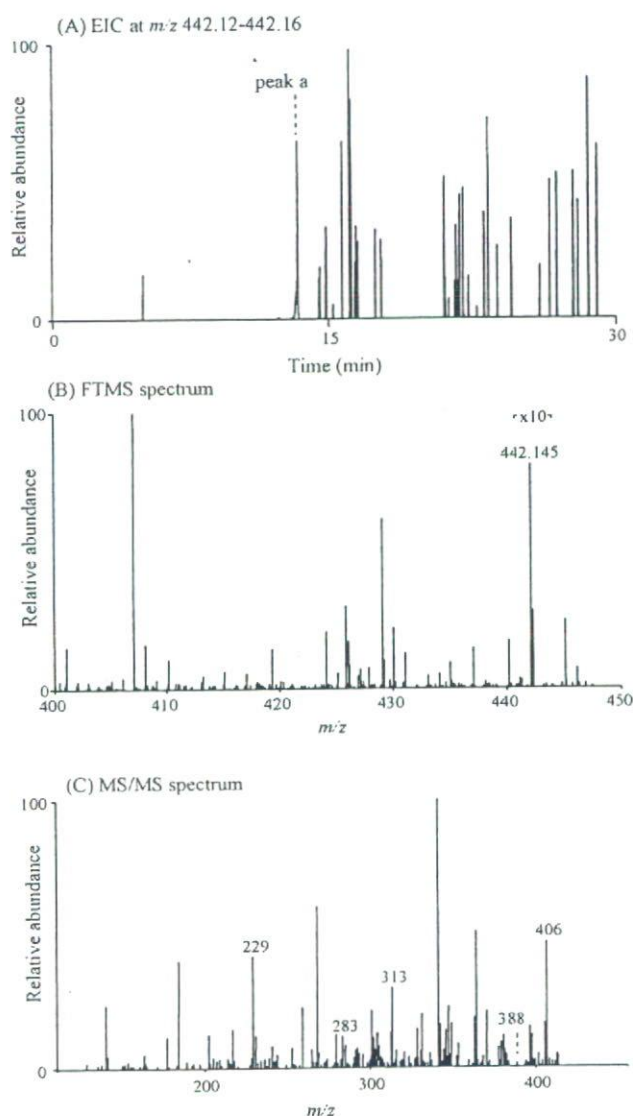 (A) EIC at m/z 442.12-442.16
100
peak a
Relative abundance
0
0 15 30
Time (min)
(B) FTMS spectrum
100
x10
442.145
Relative abundance
0
400 410 420 430 440 450
m/z
(C) MS/MS spectrum
100
406
229
313
283
388
Relative abundance
0
200 300 400
m/z